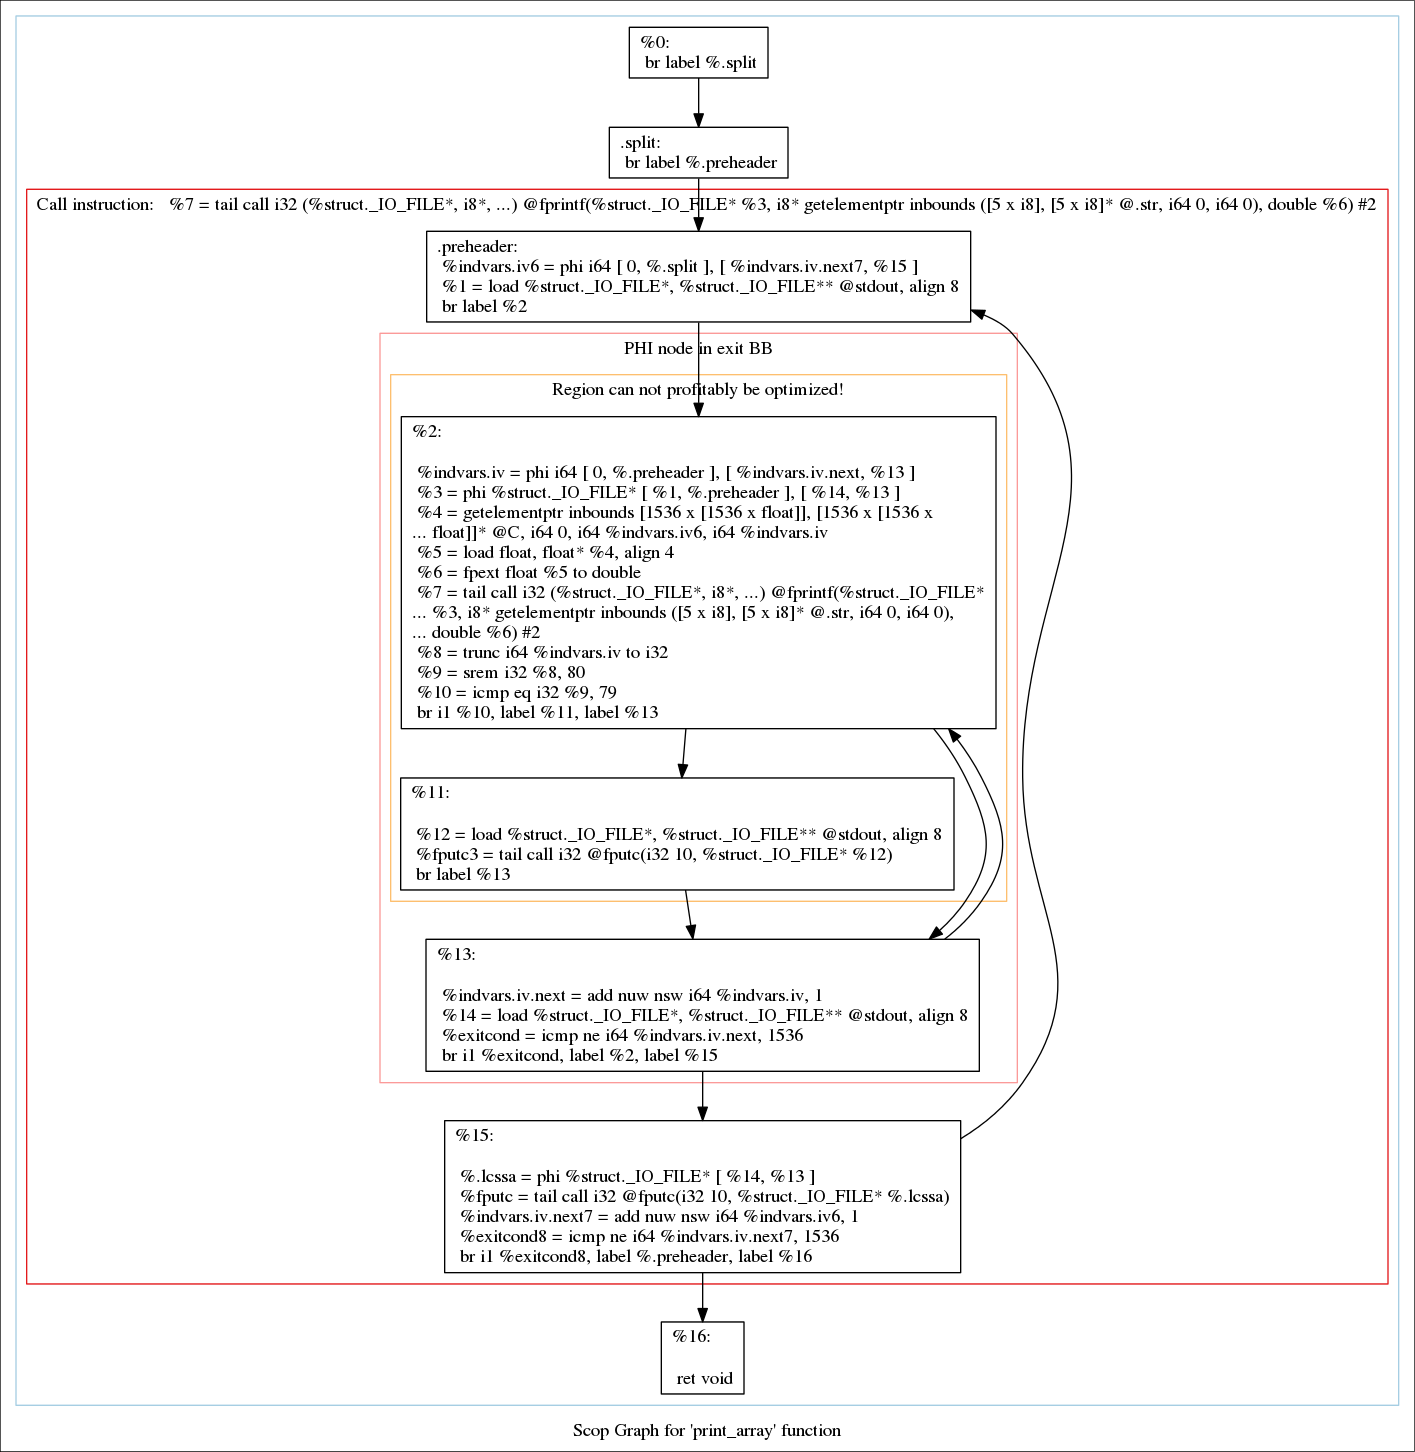 %0:
br label %.split
.split:
br label %.preheader
Call instruction: %7 = tail call i32 (%struct._IO_FILE*, i8*, ...) @fprintf(%struct._IO_FILE* %3, i8* getelementptr inbounds ([5 x i8], [5 x i8]* @.str, i64 0, i64 0), double %6) #2
.preheader:
%indvars.iv6 = phi i64 [ 0, %.split ], [ %indvars.iv.next7, %15 ]
%1 = load %struct._IO_FILE*, %struct._IO_FILE** @stdout, align 8
br label %2
PHI node in exit BB
Region can not profitably be optimized!
%2:
%indvars.iv = phi i64 [ 0, %.preheader ], [ %indvars.iv.next, %13 ]
%3 = phi %struct._IO_FILE* [ %1, %.preheader ], [ %14, %13 ]
%4 = getelementptr inbounds [1536 x [1536 x float]], [1536 x [1536 x
... float]]* @C, i64 0, i64 %indvars.iv6, i64 %indvars.iv
%5 = load float, float* %4, align 4
%6 = fpext float %5 to double
%7 = tail call i32 (%struct._IO_FILE*, i8*, ...) @fprintf(%struct._IO_FILE*
... %3, i8* getelementptr inbounds ([5 x i8], [5 x i8]* @.str, i64 0, i64 0),
... double %6) #2
%8 = trunc i64 %indvars.iv to i32
%9 = srem i32 %8, 80
%10 = icmp eq i32 %9, 79
br i1 %10, label %11, label %13
%11:
%12 = load %struct._IO_FILE*, %struct._IO_FILE** @stdout, align 8
%fputc3 = tail call i32 @fputc(i32 10, %struct._IO_FILE* %12)
br label %13
%13:
%indvars.iv.next = add nuw nsw i64 %indvars.iv, 1
%14 = load %struct._IO_FILE*, %struct._IO_FILE** @stdout, align 8
%exitcond = icmp ne i64 %indvars.iv.next, 1536
br i1 %exitcond, label %2, label %15
%15:
%.lcssa = phi %struct._IO_FILE* [ %14, %13 ]
%fputc = tail call i32 @fputc(i32 10, %struct._IO_FILE* %.lcssa)
%indvars.iv.next7 = add nuw nsw i64 %indvars.iv6, 1
%exitcond8 = icmp ne i64 %indvars.iv.next7, 1536
br i1 %exitcond8, label %.preheader, label %16
%16:
ret void
Scop Graph for 'print_array' function